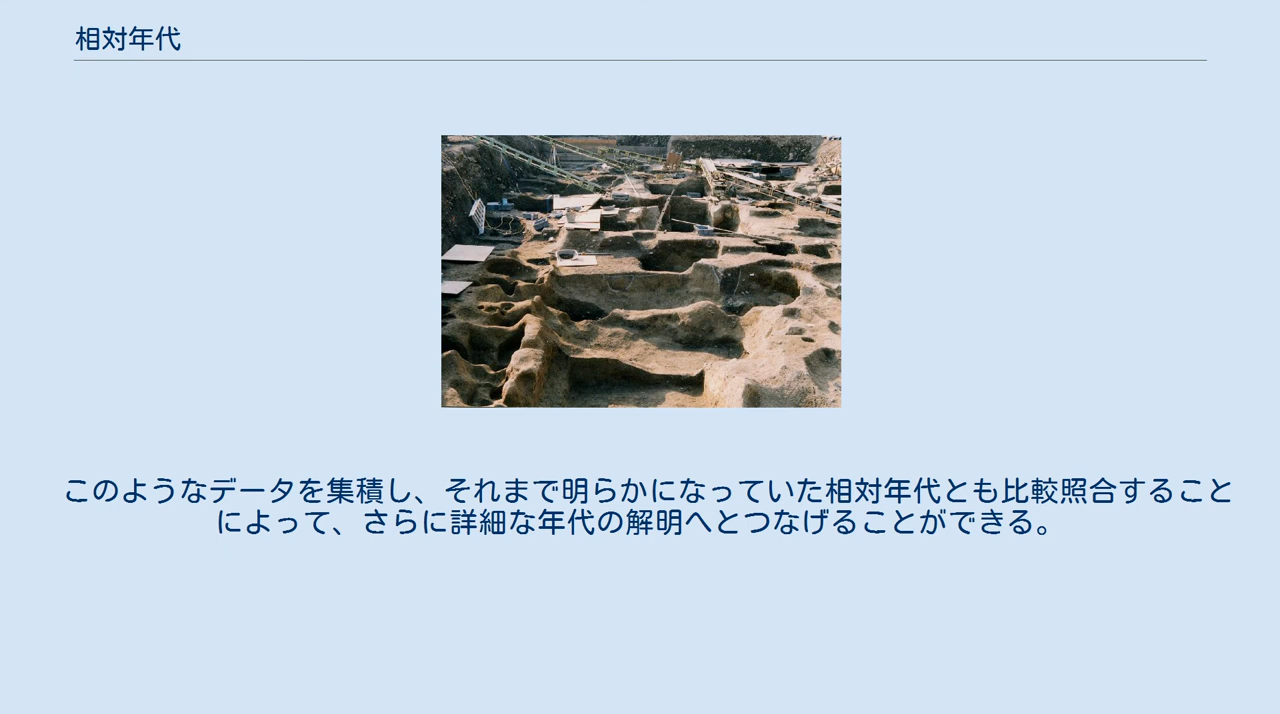 相対年代
このようなデータを集積し、それまで明らかになっていた相対年代とも比較照合すること
によって、さらに詳細な年代の解明へとつなげることができる。